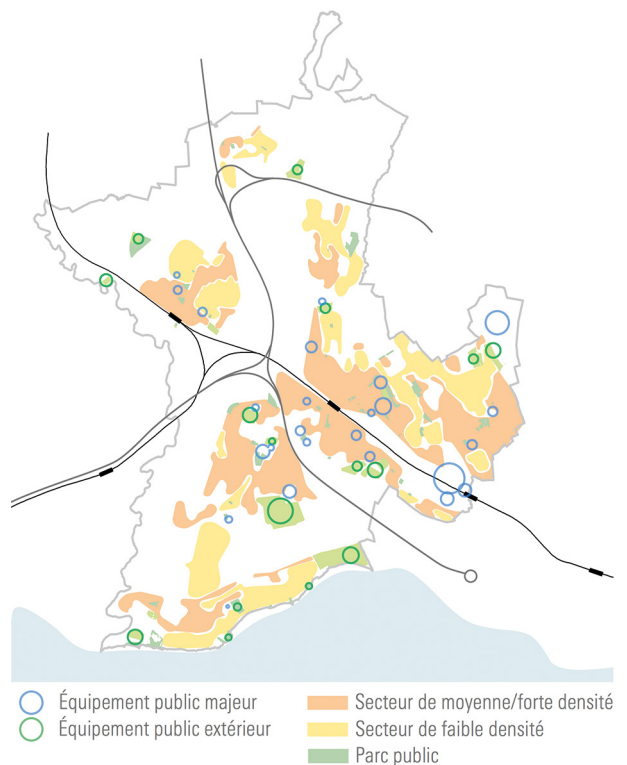 Équipement public majeur
Équipement public extérieur
Secteur de moyenne/forte densité
Secteur de faible densité
Parc public